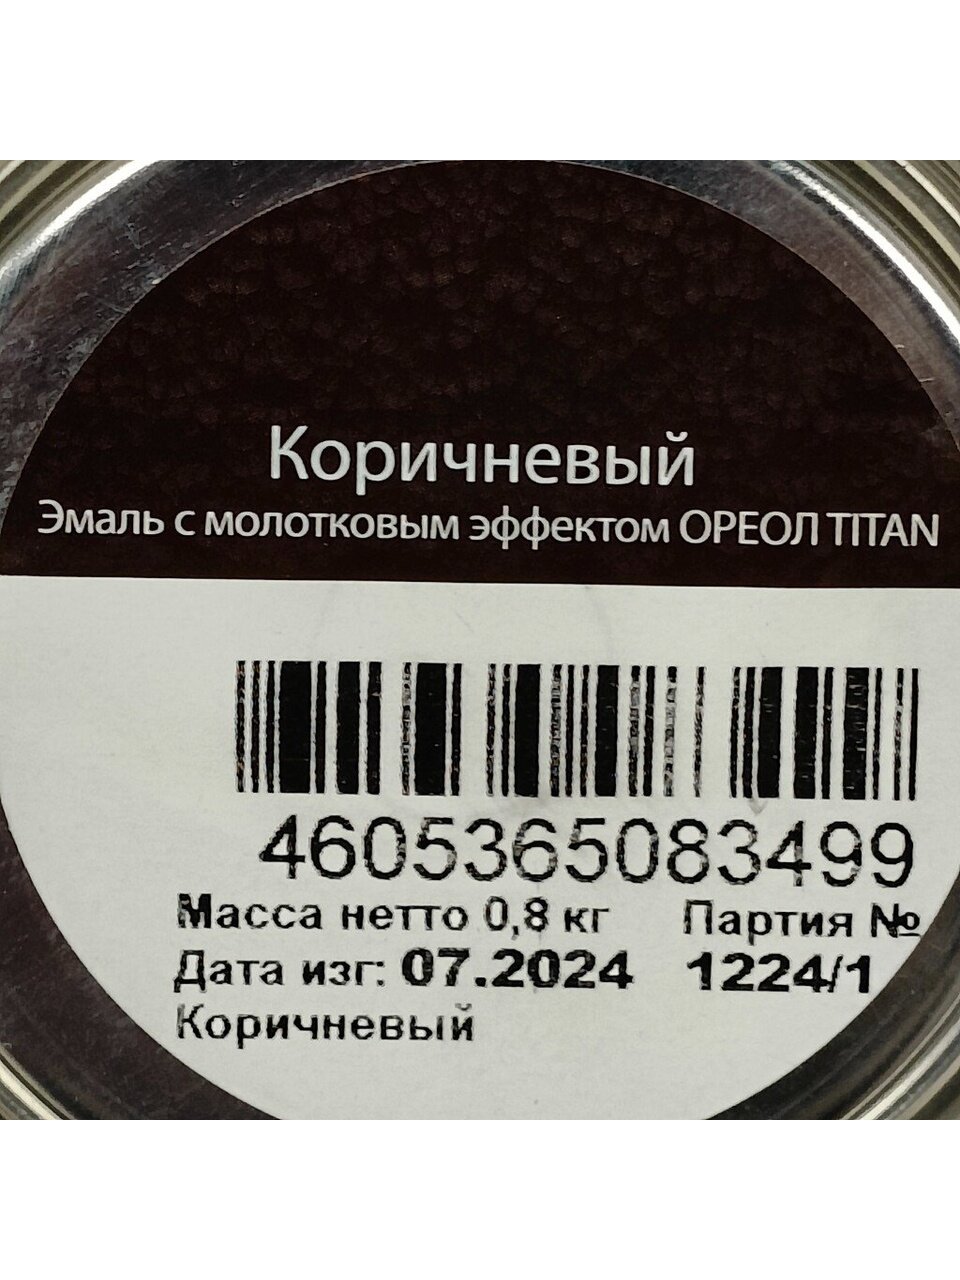 Коричневый
Эмаль с молотковым эффектом ОРЕОЛ TITAN
4605365083499
Масса нетто 0,8 кг Партия №
Дата изг: 07.2024 1224/1
Коричневый